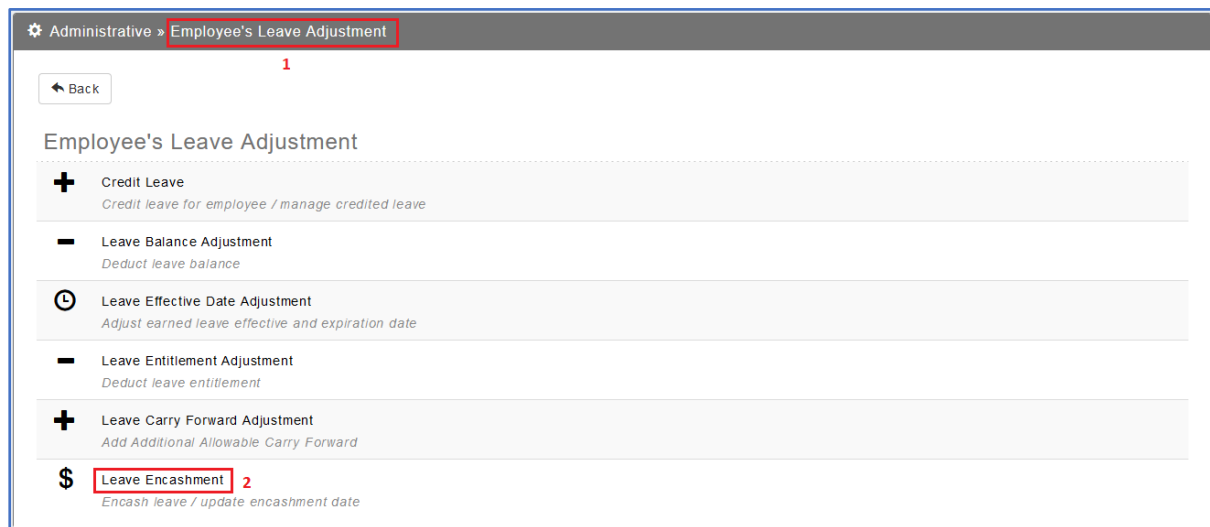 Administrative » Employee's Leave Adjustment
1
Back
Employee's Leave Adjustment
Credit Leave
Credit leave for employee / manage credited leave
Leave Balance Adjustment
Deduct leave balance
Leave Effective Date Adjustment
Adjust earned leave effective and expiration date
Leave Entitlement Adjustment
Deduct leave entitlement
Leave Carry Forward Adjustment
Add Additional Allowable Carry Forward
$ Leave Encashment 2
Encash leave / update encashment date